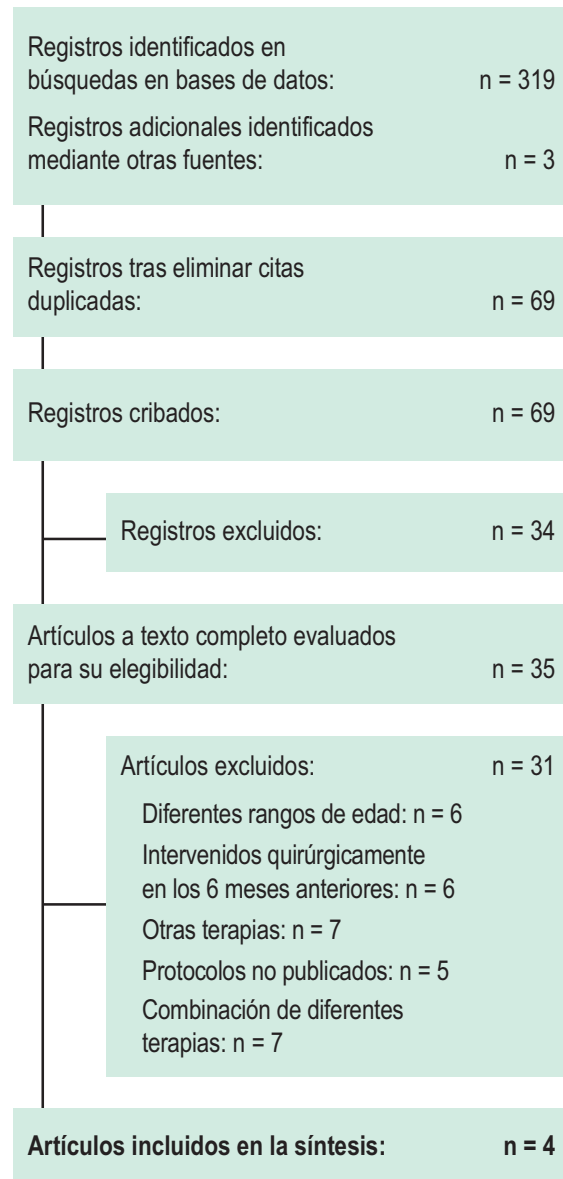 Registros identificados en
búsquedas en bases de datos: n = 319
Registros adicionales identificados
mediante otras fuentes: n = 3
Registros tras eliminar citas
duplicadas: n = 69
Registros cribados: n = 69
Registros excluidos: n = 34
Artículos a texto completo evaluados
para su elegibilidad: n = 35
Artículos excluidos: n = 31
Diferentes rangos de edad: n = 6
Intervenidos quirúrgicamente
en los 6 meses anteriores: n = 6
Otras terapias: n = 7
Protocolos no publicados: n = 5
Combinación de diferentes
terapias: n = 7
Artículos incluidos en la síntesis: n = 4